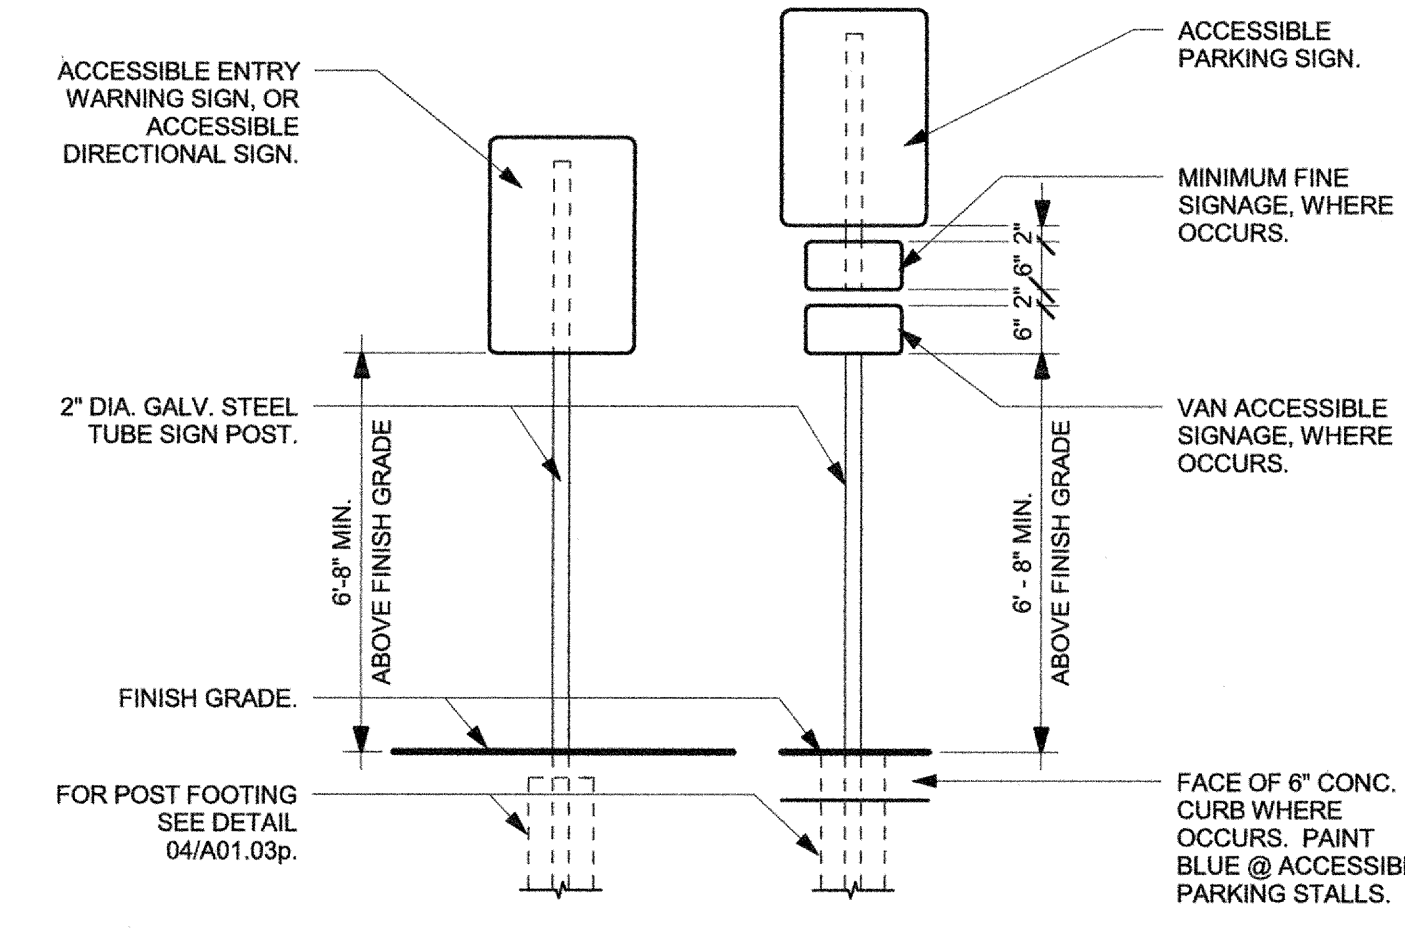 ACCESSIBLE ENTRY
WARNING SIGN, OR
ACCESSIBLE
DIRECTIONAL SIGN.
2" DIA. GALV. STEEL
TUBE SIGN POST.
6'-8" MIN.
ABOVE FINISH GRADE
FINISH GRADE.
FOR POST FOOTING
SEE DETAIL
04/A01.03p.
ACCESSIBLE
PARKING SIGN.
MINIMUM FINE
SIGNAGE, WHERE
OCCURS.
2"
6"
2"
6"
VAN ACCESSIBLE
SIGNAGE, WHERE
OCCURS.
6' - 8" MIN.
ABOVE FINISH GRADE
FACE OF 6" CONC.
CURB WHERE
OCCURS. PAINT
BLUE @
PARKING STALLS.